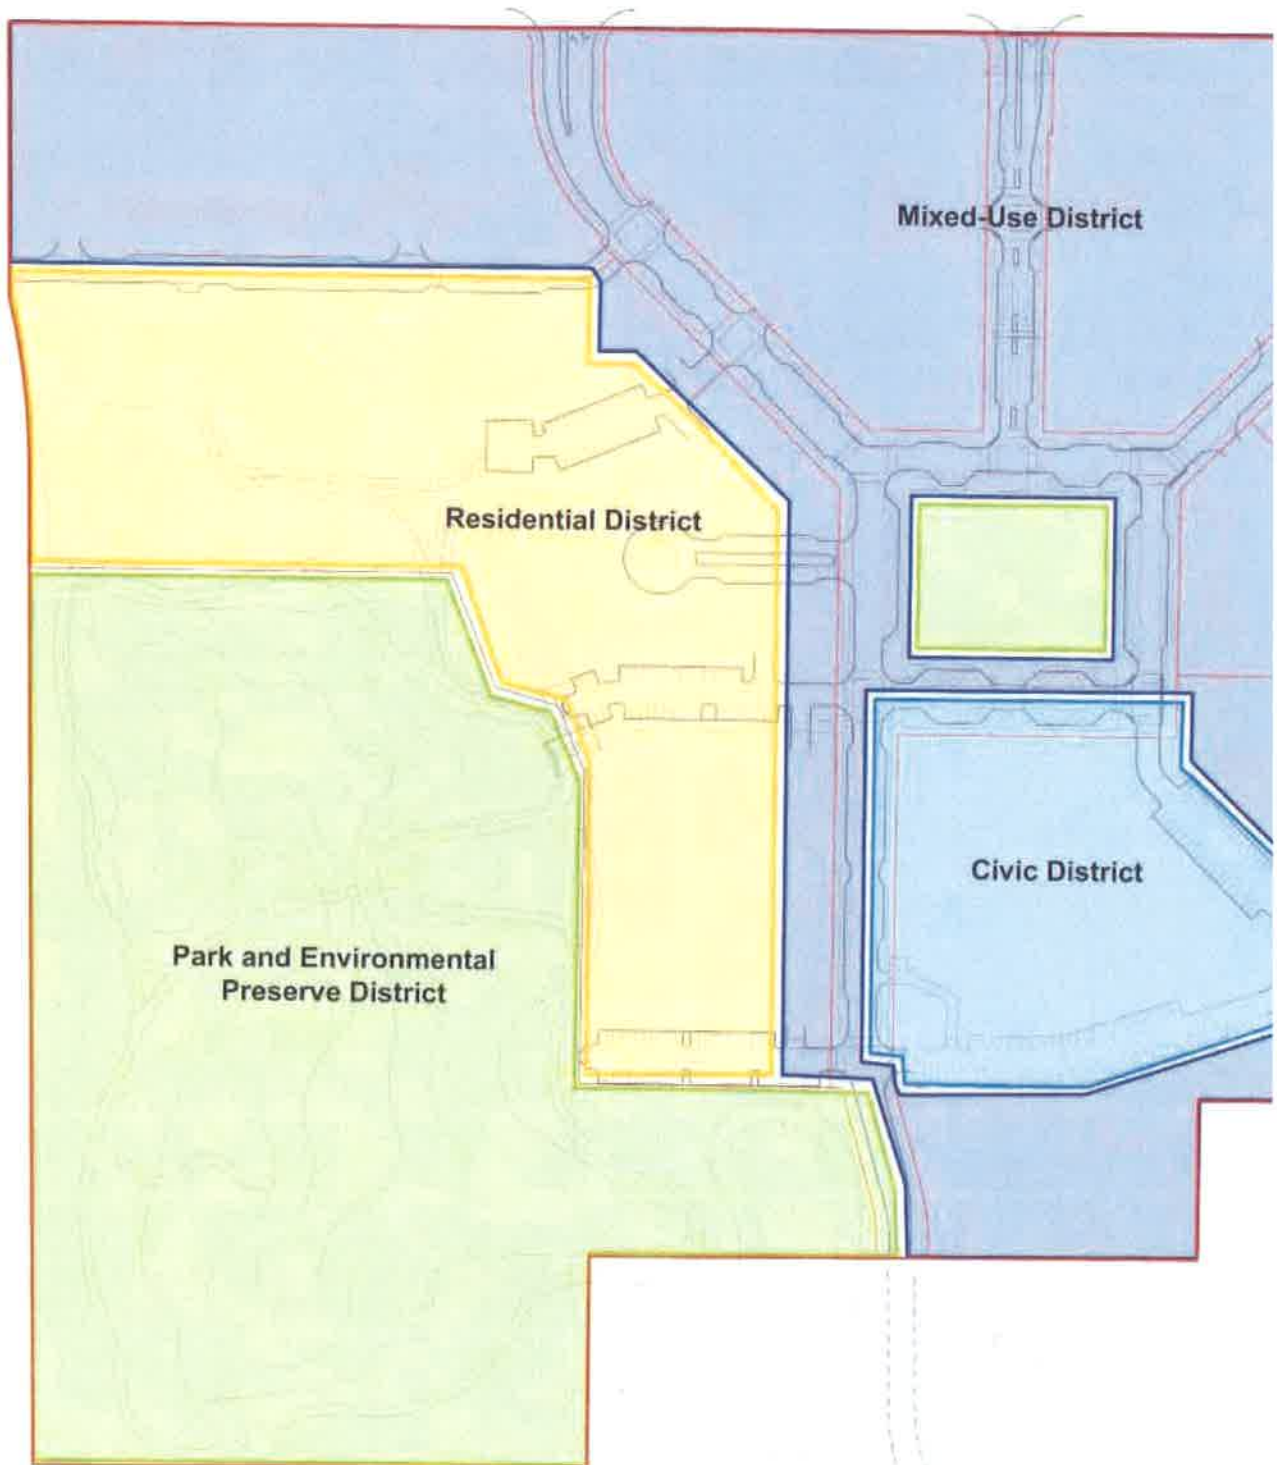 Mixed-Use District
Residential District
Civic District
Park and Environmental
Preserve District